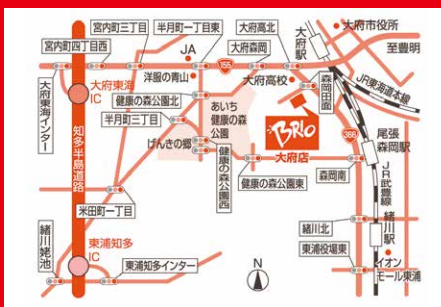 宮内町三丁目
半月町一丁目東
大府高北
大府駅
大府市役所
宮内町四丁目西
JA
大府森岡
至豊明
洋服の青山
155
大府高校
森岡田面
JR東海道本線
大府東海インター
大府東海
IC
健康の森公園北
あいち
健康の森
公園
半月町三丁目
BRIO
大府店
366
尾張
森岡駅
げんきの郷
健康の森公園西
健康の森公園東
森岡南
知多半島道路
JR武豊線
米田町一丁目
緒川北
緒川駅
緒川姥池
東浦知多
IC
東浦知多インター
N
東浦役場東
イオン
モール東浦